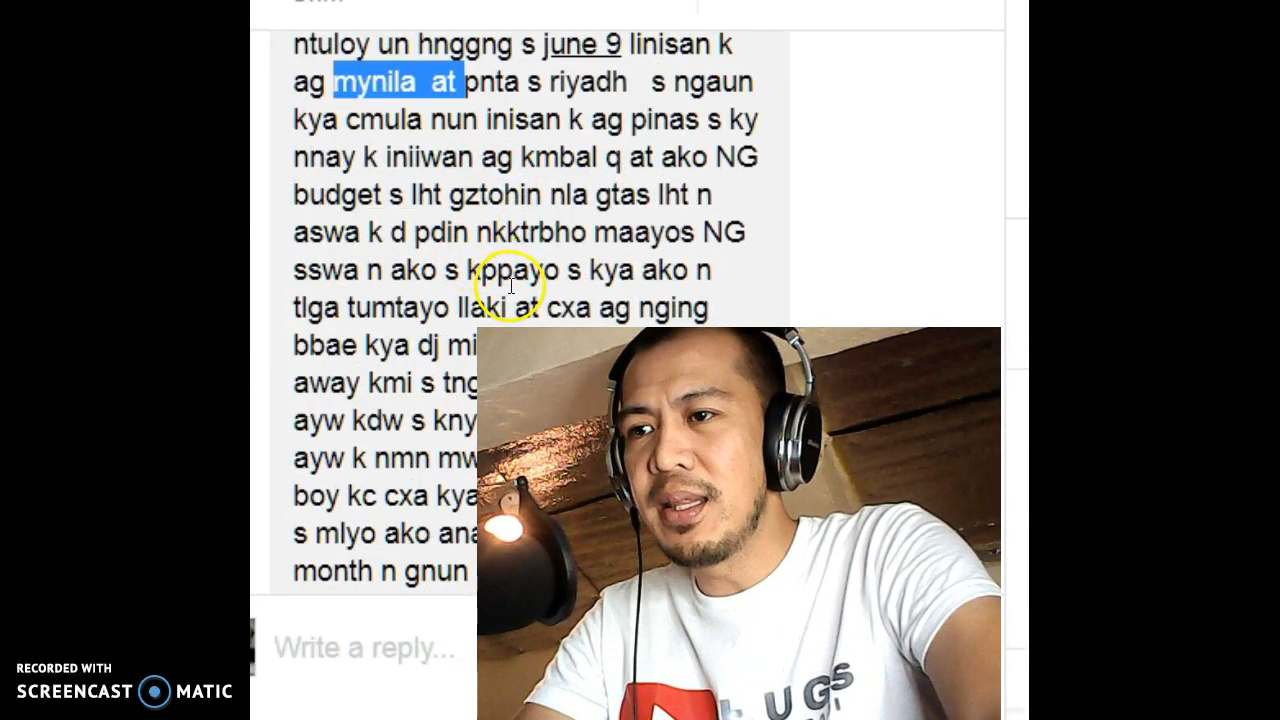 ntuloy un hnggng s june 9 linisan k
ag mynila at pnta s riyadh s ngaun
kya cmula nun inisan k ag pinas s ky
nnay k iniiwan ag kmbal q at ako NG
budget s lht gztohin nla gtas lht n
aswa k d pdin nkktrbho maayos NG
sswa n ako s kppayo s kya ako n
tlga tumtayo llaki at cxa ag nging
bbae kya dj mi
away kmi s tng
ayw kdw s kny
ayw k nmn mw
boy kc cxa kya
s mlyo ako ana
month n gnun
Write a reply...
RECORDED WITH
SCREENCAST MATIC
UGS